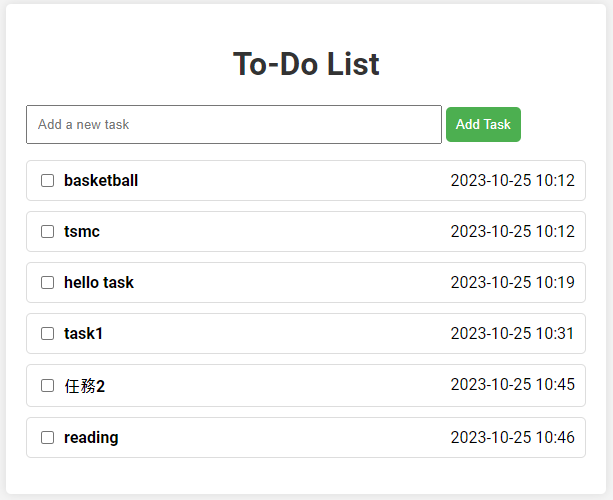 To-Do List
Add a new task Add Task
basketball 2023-10-25 10:12
tsmc 2023-10-25 10:12
hello task 2023-10-25 10:19
task1 2023-10-25 10:31
任務2 2023-10-25 10:45
reading 2023-10-25 10:46